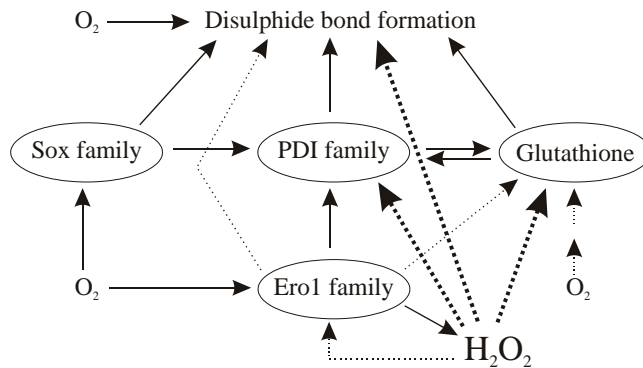 O₂ Disulphide bond formation
Sox family PDI family Glutathione
O₂ Ero1 family O₂
H₂O₂